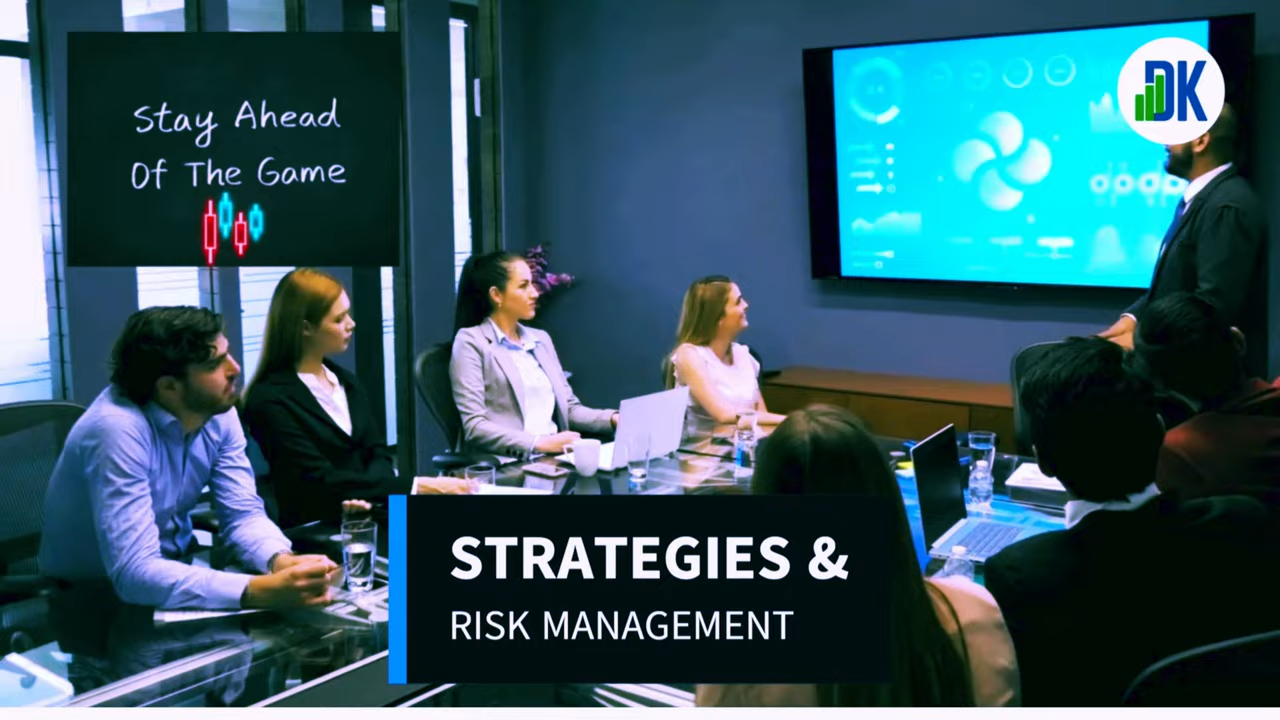 Stay Ahead
Of The Game
DK
STRATEGIES &
RISK MANAGEMENT